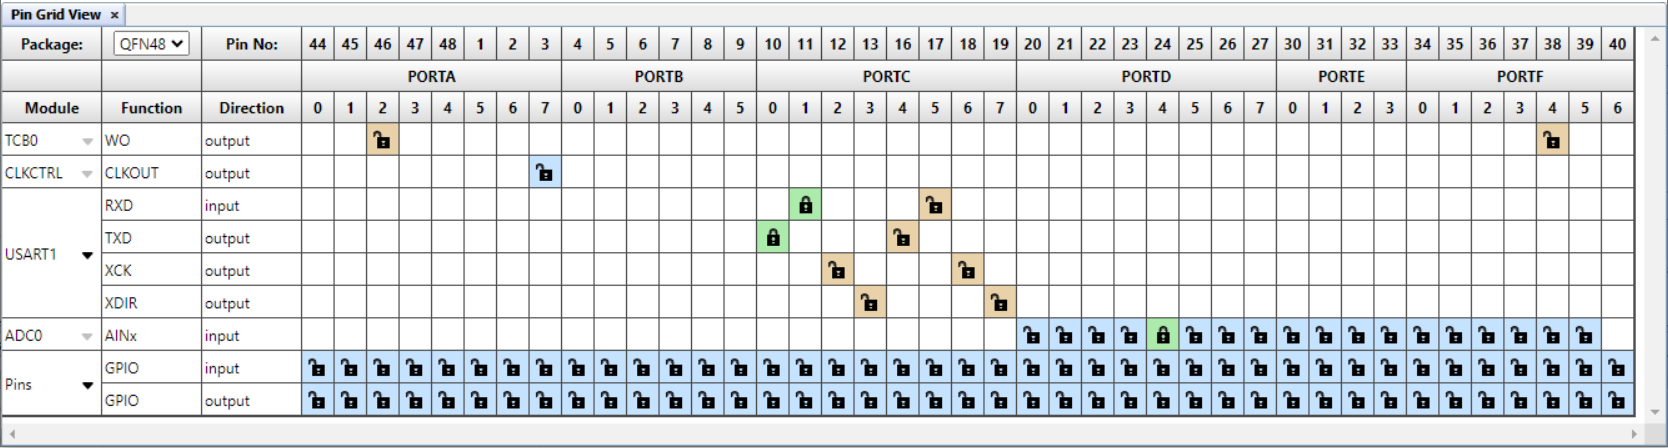 Pin Grid View ×
Package: QFN48 Pin No: 44 45 46 47 48 1 2 3 4 5 6 7 8 9 10 11 12 13 16 17 18 19 20 21 22 23 24 25 26 27 30 31 32 33 34 35 36 37 38 39 40
PORTA PORTB PORTC PORTD PORTE PORTF
Module Function Direction 0 1 2 3 4 5 6 7 0 1 2 3 4 5 0 1 2 3 4 5 6 7 0 1 2 3 4 5 6 7 0 1 2 3 0 1 2 3 4 5 6
TCB0 WO output
CLKCTRL CLKOUT output
RXD input
TXD output
USART1
XCK output
XDIR output
ADC0 AINx input
GPIO input
Pins
GPIO output